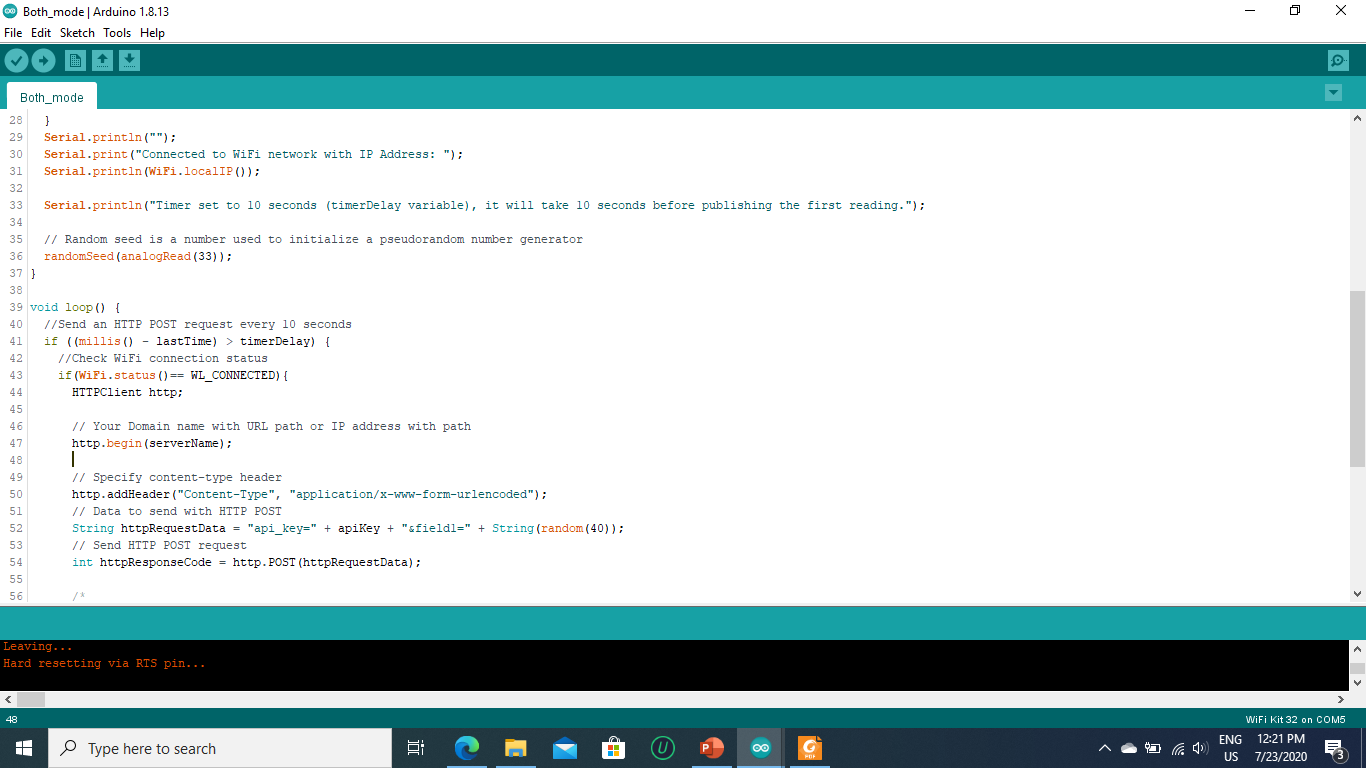 Both_mode | Arduino 1.8.13
File Edit Sketch Tools Help
Both_mode
28 }
29 Serial.println("");
30 Serial.print("Connected to WiFi network with IP Address: ");
31 Serial.println(WiFi.localIP());
32
33 Serial.println("Timer set to 10 seconds (timerDelay variable), it will take 10 seconds before publishing the first reading.");
34
35 // Random seed is a number used to initialize a pseudorandom number generator
36 randomSeed(analogRead(33));
37 }
38
39 void loop() {
40 //Send an HTTP POST request every 10 seconds
41 if ((millis() - lastTime) > timerDelay) {
42 //Check WiFi connection status
43 if(WiFi.status()== WL_CONNECTED){
44 HTTPClient http;
45
46 // Your Domain name with URL path or IP address with path
47 http.begin(serverName);
48
49 // Specify content-type header
50 http.addHeader("Content-Type", "application/x-www-form-urlencoded");
51 // Data to send with HTTP POST
52 String httpRequestData = "api_key=" + apiKey + "&field1=" + String(random(40));
53 // Send HTTP POST request
54 int httpResponseCode = http.POST(httpRequestData);
55
56 /*
Leaving...
Hard resetting via RTS pin...
48 WiFi Kit 32 on COM5
Type here to search
ENG 12:21 PM
US 7/23/2020
3